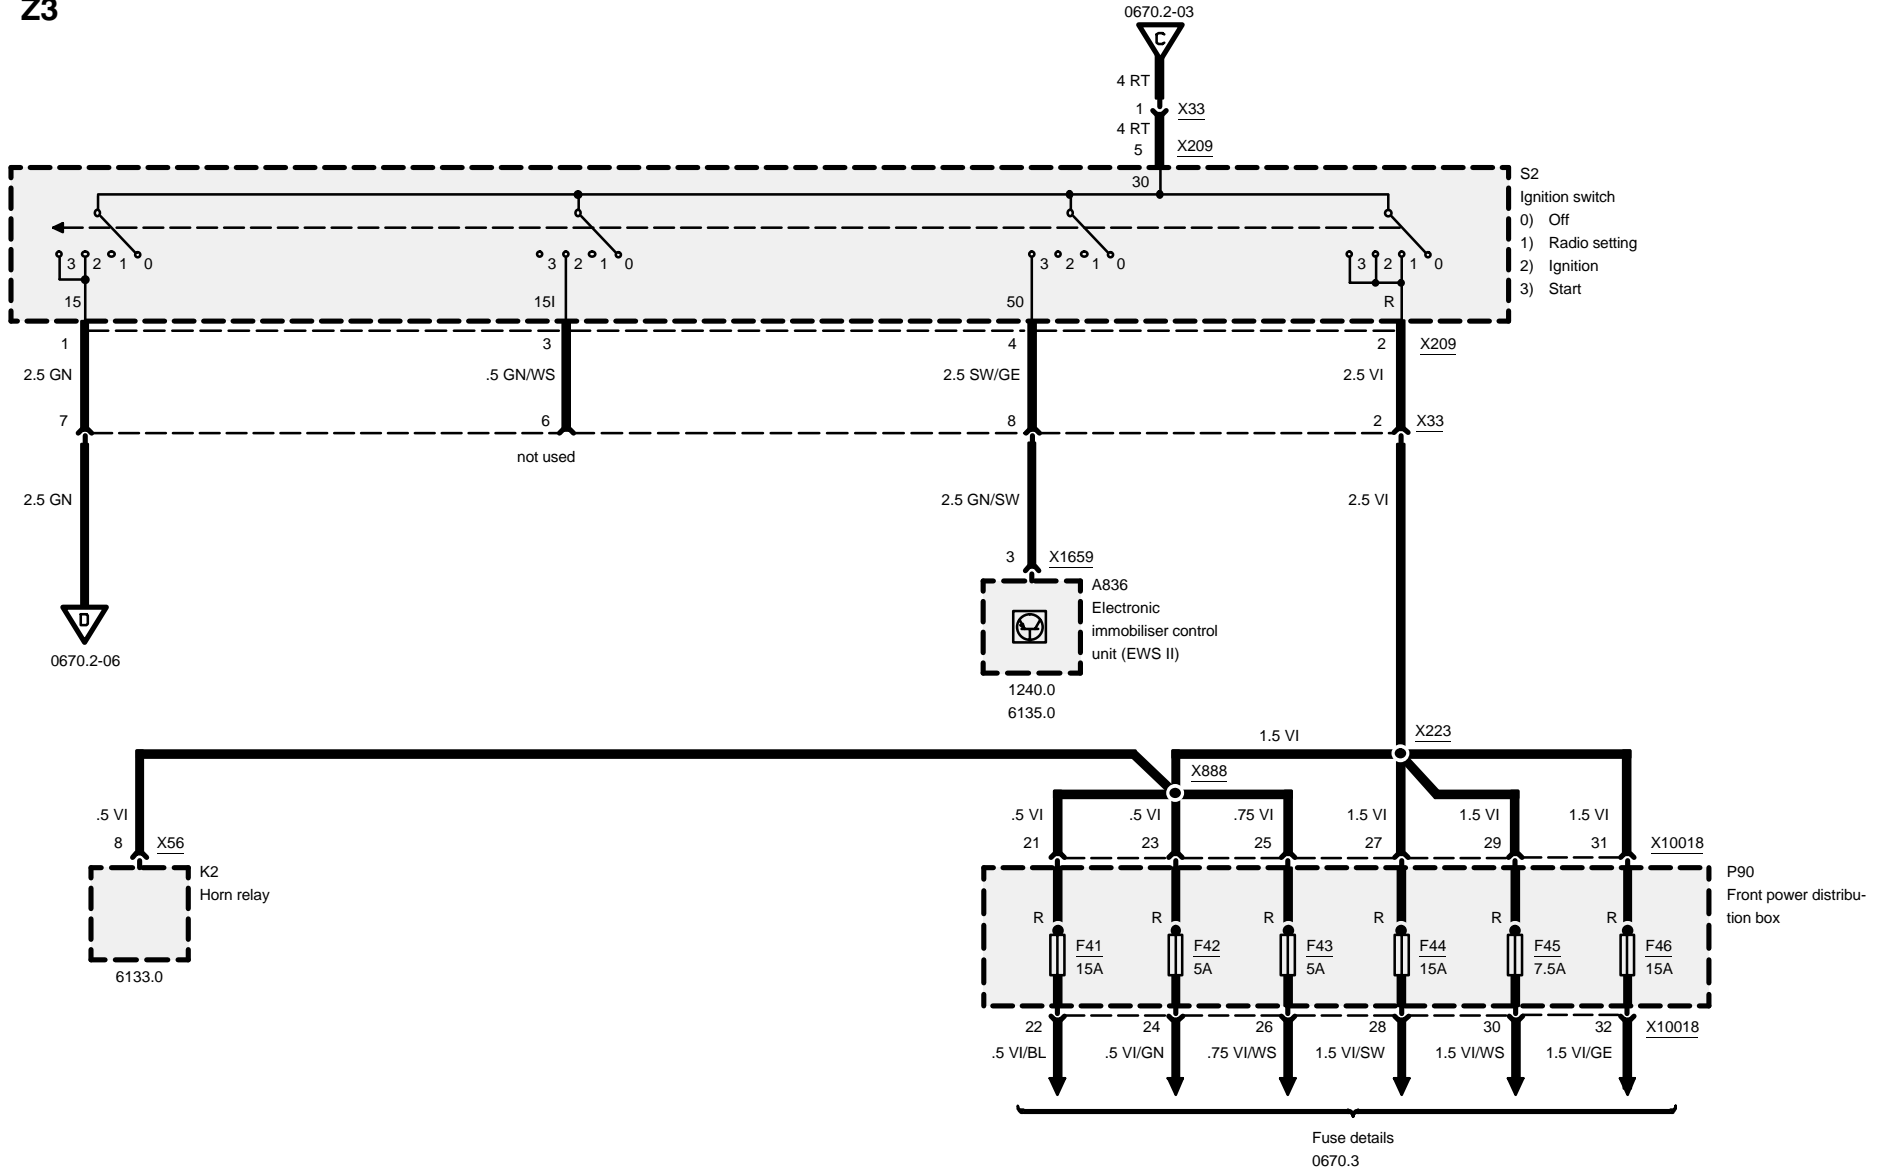 Z3
0670.2-03
C
4 RT
1 X33
4 RT
5 X209
30
S2
Ignition switch
0) Off
1) Radio setting
2) Ignition
3) Start
3 2 1 0
3 2 1 0
3 2 1 0
3 2 1 0
15
15I
50
R
1
3
4
2 X209
2.5 GN
.5 GN/WS
2.5 SW/GE
2.5 VI
7
6
8
2 X33
not used
2.5 GN
2.5 GN/SW
2.5 VI
3 X1659
A836
Electronic
immobiliser control
unit (EWS II)
D
0670.2-06
1240.0
6135.0
1.5 VI
X223
X888
.5 VI
.5 VI
.5 VI
.75 VI
1.5 VI
1.5 VI
1.5 VI
8 X56
21
23
25
27
29
31 X10018
K2
Horn relay
6133.0
P90
Front power distribu-
tion box
R
R
R
R
R
R
F41
15A
F42
5A
F43
5A
F44
15A
F45
7.5A
F46
15A
22
24
26
28
30
32 X10018
.5 VI/BL
.5 VI/GN
.75 VI/WS
1.5 VI/SW
1.5 VI/WS
1.5 VI/GE
Fuse details
0670.3